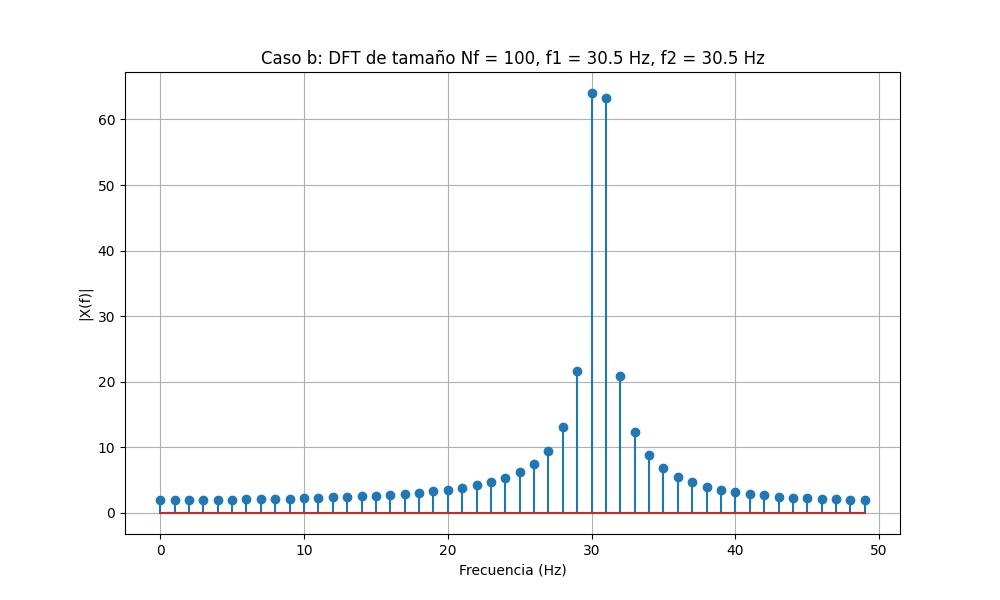 Caso b: DFT de tamaño Nf = 100, f1 = 30.5 Hz, f2 = 30.5 Hz
|X(f)|
60
50
40
30
20
10
0
0 10 20 30 40 50
Frecuencia (Hz)